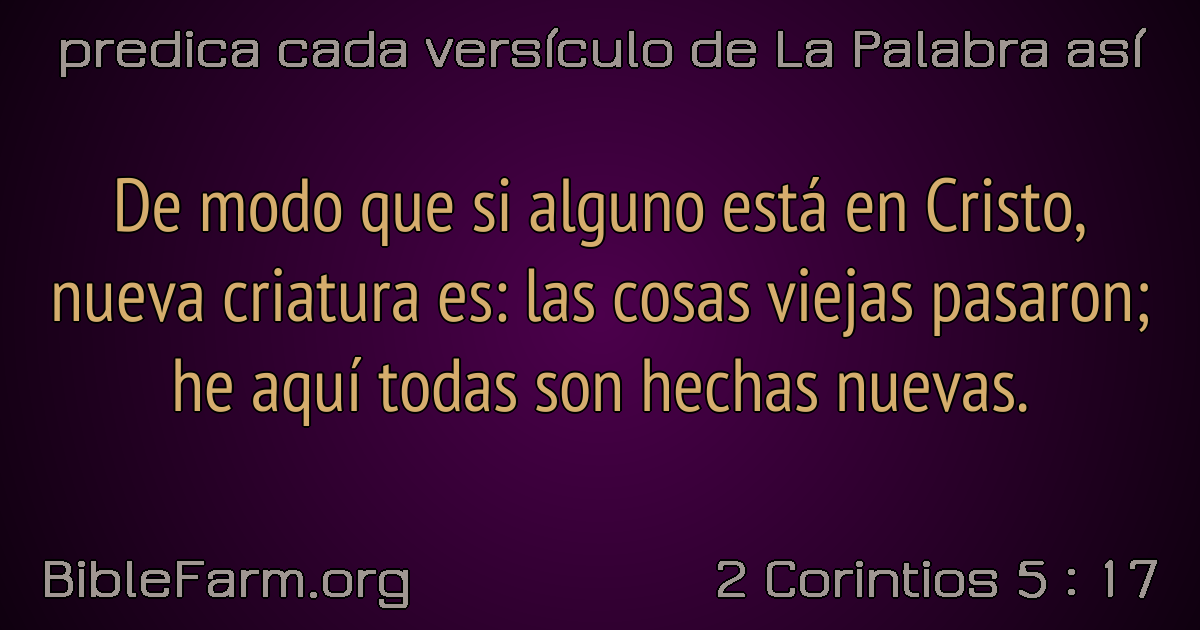 predica cada versículo de La Palabra así
De modo que si alguno está en Cristo,
nueva criatura es: las cosas viejas pasaron;
he aquí todas son hechas nuevas.
BibleFarm.org
2 Corintios 5 : 17